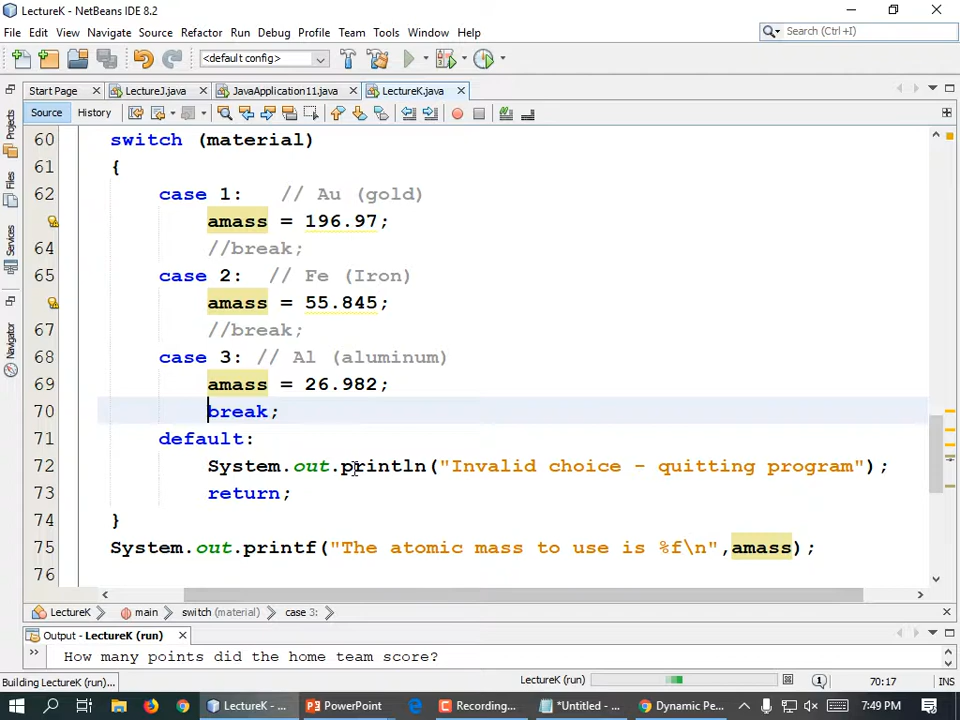 LectureK - NetBeans IDE 8.2
File Edit View Navigate Source Refactor Run Debug Profile Team Tools Window Help
Search (Ctrl+I)
<default config>
Start Page LectureJ.java JavaApplication11.java LectureK.java
Source History
60 switch (material)
61 {
62 case 1: // Au (gold)
amass = 196.97;
64 //break;
65 case 2: // Fe (Iron)
amass = 55.845;
67 //break;
68 case 3: // Al (aluminum)
69 amass = 26.982;
70 break;
71 default:
72 System.out.println("Invalid choice - quitting program");
73 return;
74 }
75 System.out.printf("The atomic mass to use is %f\n",amass);
76
Projects
Files
Services
Navigator
LectureK main switch (material) case 3:
Output - LectureK (run)
How many points did the home team score?
Building LectureK (run)... LectureK (run) 1 70:17 INS
LectureK - ... PowerPoint Recording... *Untitled - ... Dynamic Pe... 7:49 PM